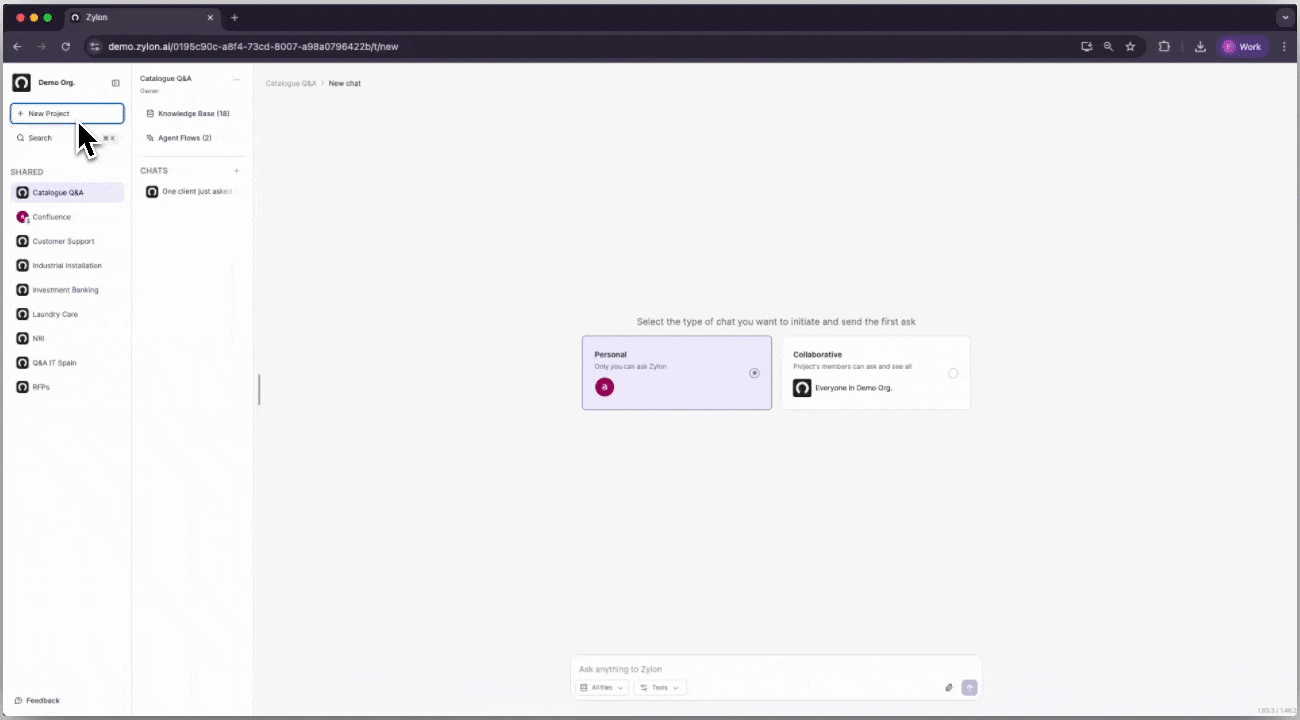 Zylon
demo.zylon.ai/0195c90c-a8f4-73cd-8007-a98a0796422b/t/new
Work
Demo Org.
New Project
Search
⌘ K
SHARED
Catalogue Q&A
Confluence
Customer Support
Industrial Installation
Investment Banking
Laundry Care
NRI
Q&A IT Spain
RFPs
Feedback
Catalogue Q&A
Owner
Knowledge Base (18)
Agent Flows (2)
CHATS
One client just asked
Catalogue Q&A > New chat
Select the type of chat you want to initiate and send the first ask
Personal
Only you can ask Zylon
a
Collaborative
Project's members can ask and see all
Everyone in Demo Org.
Ask anything to Zylon
All files
Tools